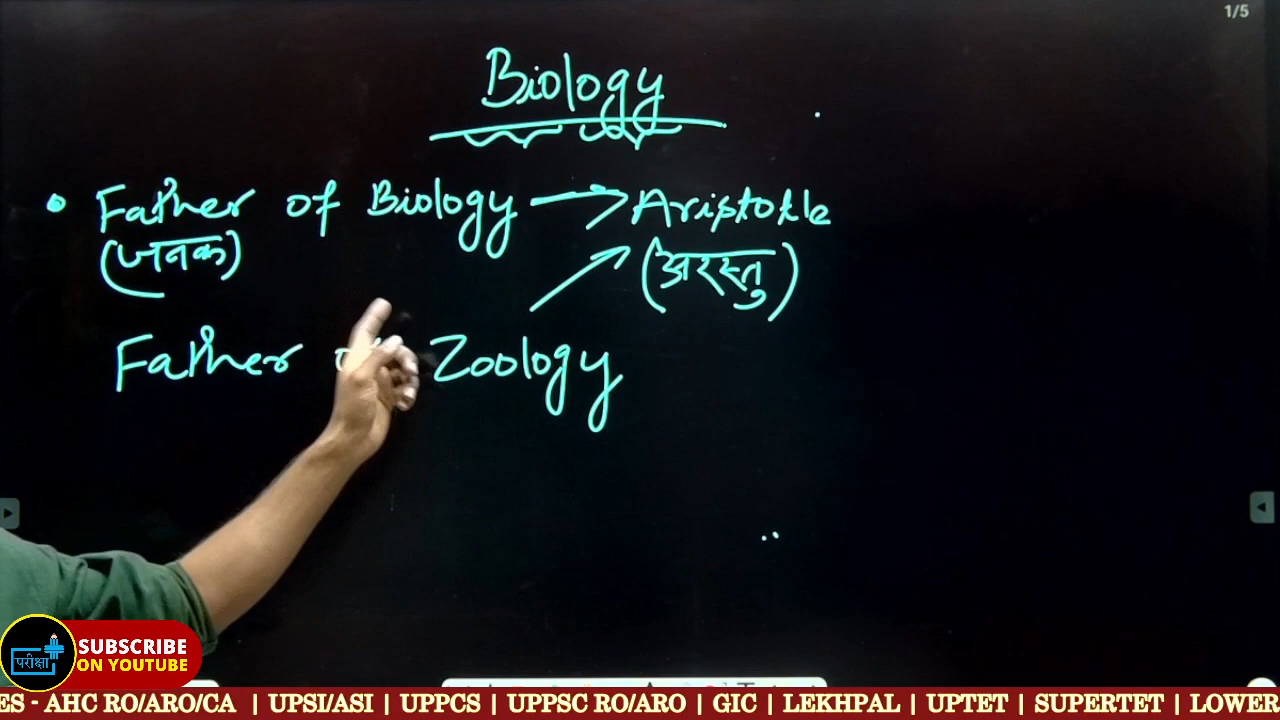 1/5
Biology
• Father of Biology → Aristotle
(जनक) (अरस्तु)
Father of Zoology
परीक्षा
SUBSCRIBE
ON YOUTUBE
ES - AHC RO/ARO/CA | UPSI/ASI | UPPCS | UPPSC RO/ARO | GIC | LEKHPAL | UPTET | SUPERTET | LOWER